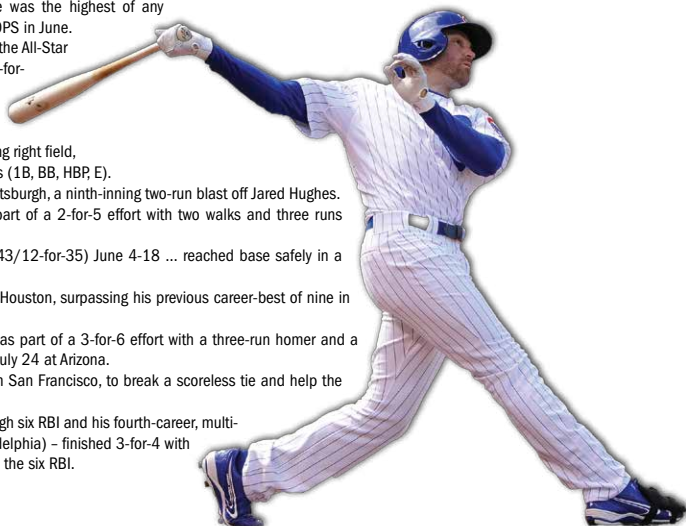 e was the highest of any
OPS in June.
the All-Star
-for-
ng right field,
s (1B, BB, HBP, E).
ttsburgh, a ninth-inning two-run blast off Jared Hughes.
part of a 2-for-5 effort with two walks and three runs
43/12-for-35) June 4-18 ... reached base safely in a
Houston, surpassing his previous career-best of nine in
as part of a 3-for-6 effort with a three-run homer and a
uly 24 at Arizona.
n San Francisco, to break a scoreless tie and help the
gh six RBI and his fourth-career, multi-
delphia) – finished 3-for-4 with
the six RBI.